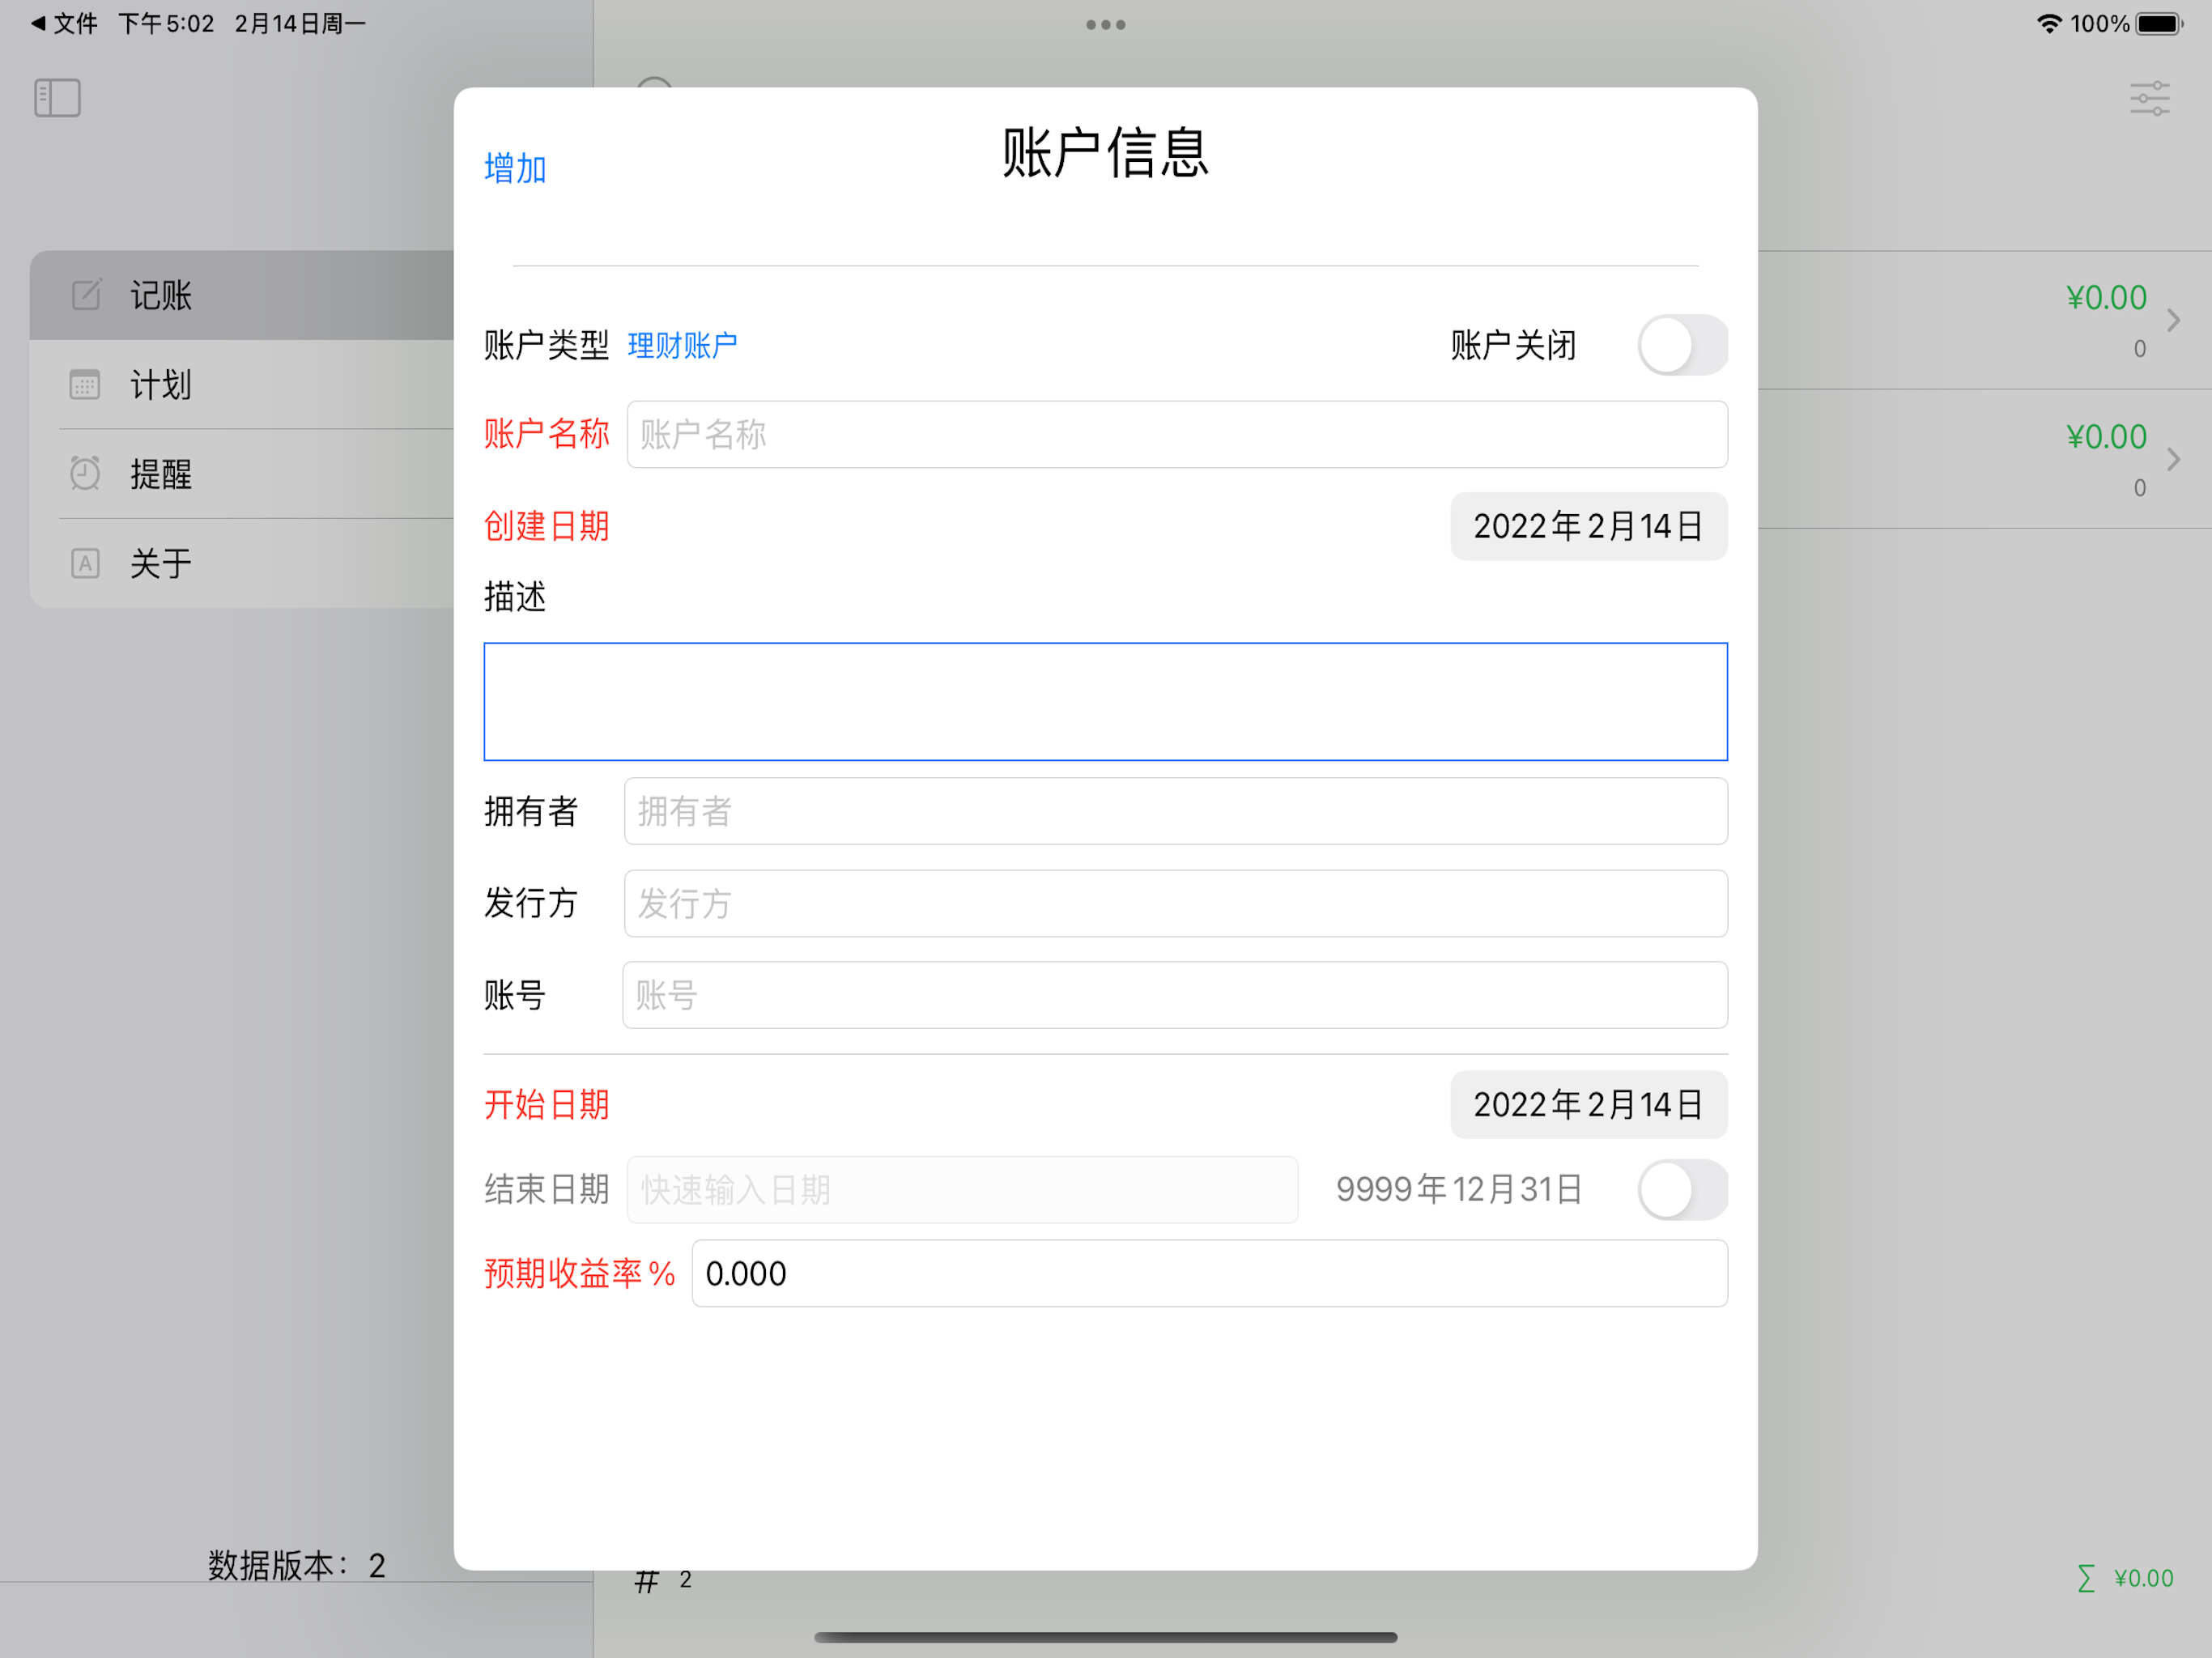 文件 下午5:02 2月14日周一
100%
账户信息
增加
记账
计划
提醒
A 关于
¥0.00
0
¥0.00
0
账户类型 理财账户 账户关闭
账户名称 账户名称
创建日期 2022年2月14日
描述
拥有者 拥有者
发行方 发行方
账号 账号
开始日期 2022年2月14日
结束日期 快速输入日期 9999年12月31日
预期收益率% 0.000
数据版本： 2
# 2
∑ ¥0.00